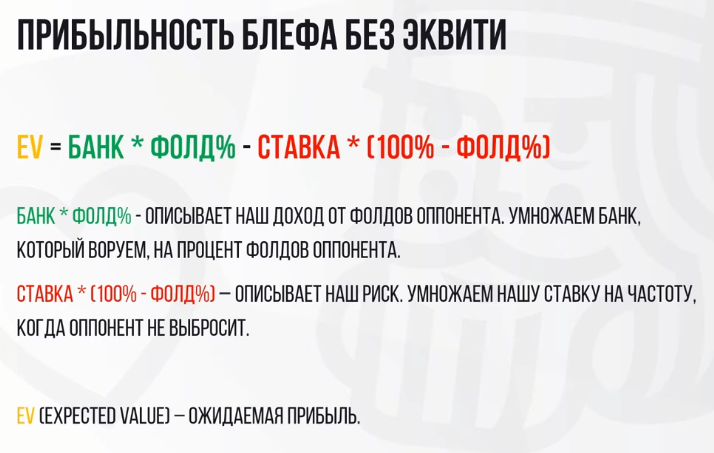 ПРИБЫЛЬНОСТЬ БЛЕФА БЕЗ ЭКВИТИ
EV = БАНК * ФОЛД% - СТАВКА * (100% - ФОЛД%)
БАНК * ФОЛД% - ОПИСЫВАЕТ НАШ ДОХОД ОТ ФОЛДОВ ОППОНЕНТА. УМНОЖАЕМ БАНК,
КОТОРЫЙ ВОРУЕМ, НА ПРОЦЕНТ ФОЛДОВ ОППОНЕНТА.
СТАВКА * (100% - ФОЛД%) – ОПИСЫВАЕТ НАШ РИСК. УМНОЖАЕМ НАШУ СТАВКУ НА ЧАСТОТУ,
КОГДА ОППОНЕНТ НЕ ВЫБРОСИТ.
EV (EXPECTED VALUE) – ОЖИДАЕМАЯ ПРИБЫЛЬ.